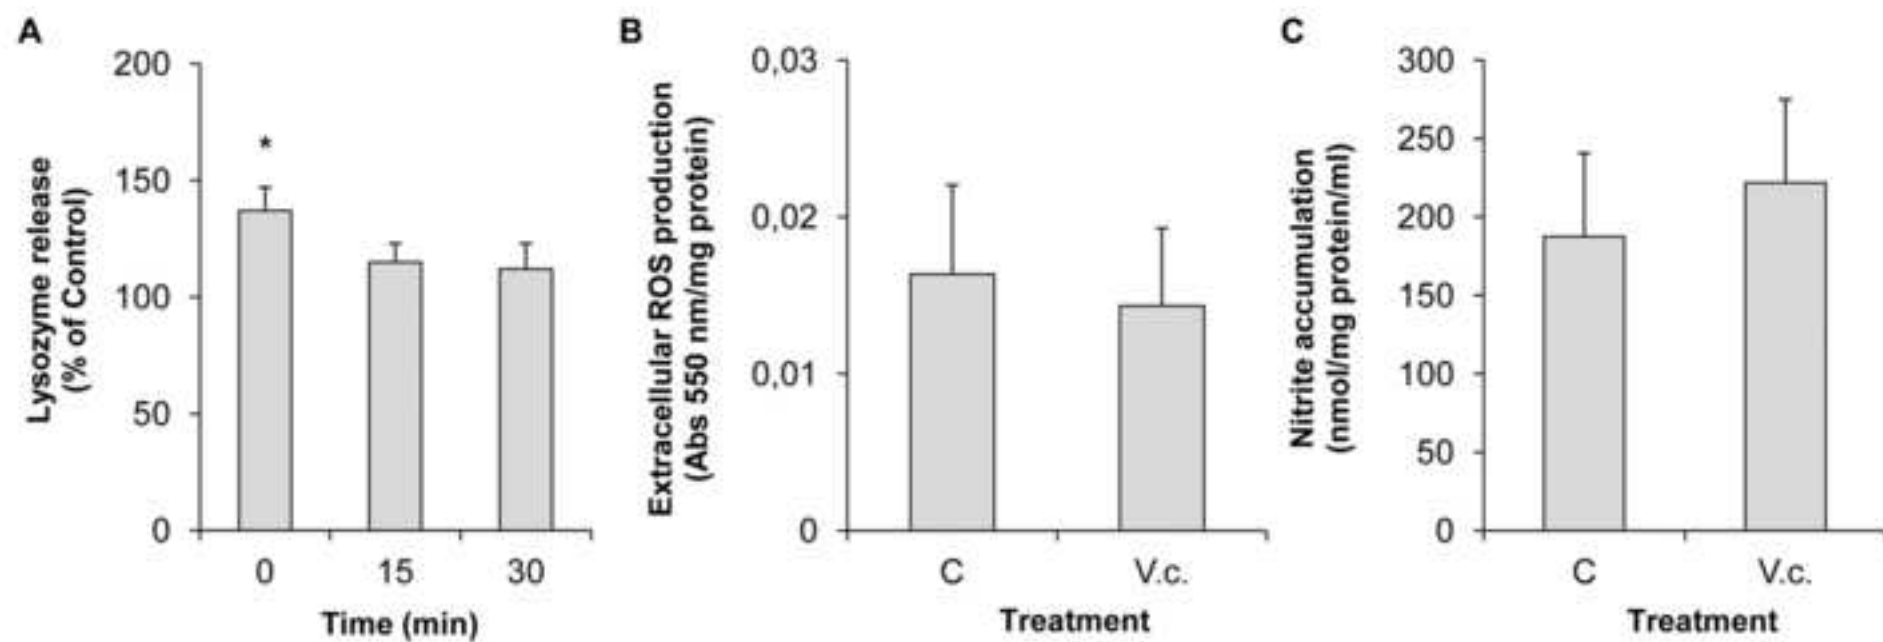 A
Lysozyme release
(% of Control)
200
150
100
50
0
*
0 15 30
Time (min)
B
Extracellular ROS production
(Abs 550 nm/mg protein)
0,03
0,02
0,01
0
C V.c.
Treatment
C
Nitrite accumulation
(nmol/mg protein/ml)
300
250
200
150
100
50
0
C V.c.
Treatment